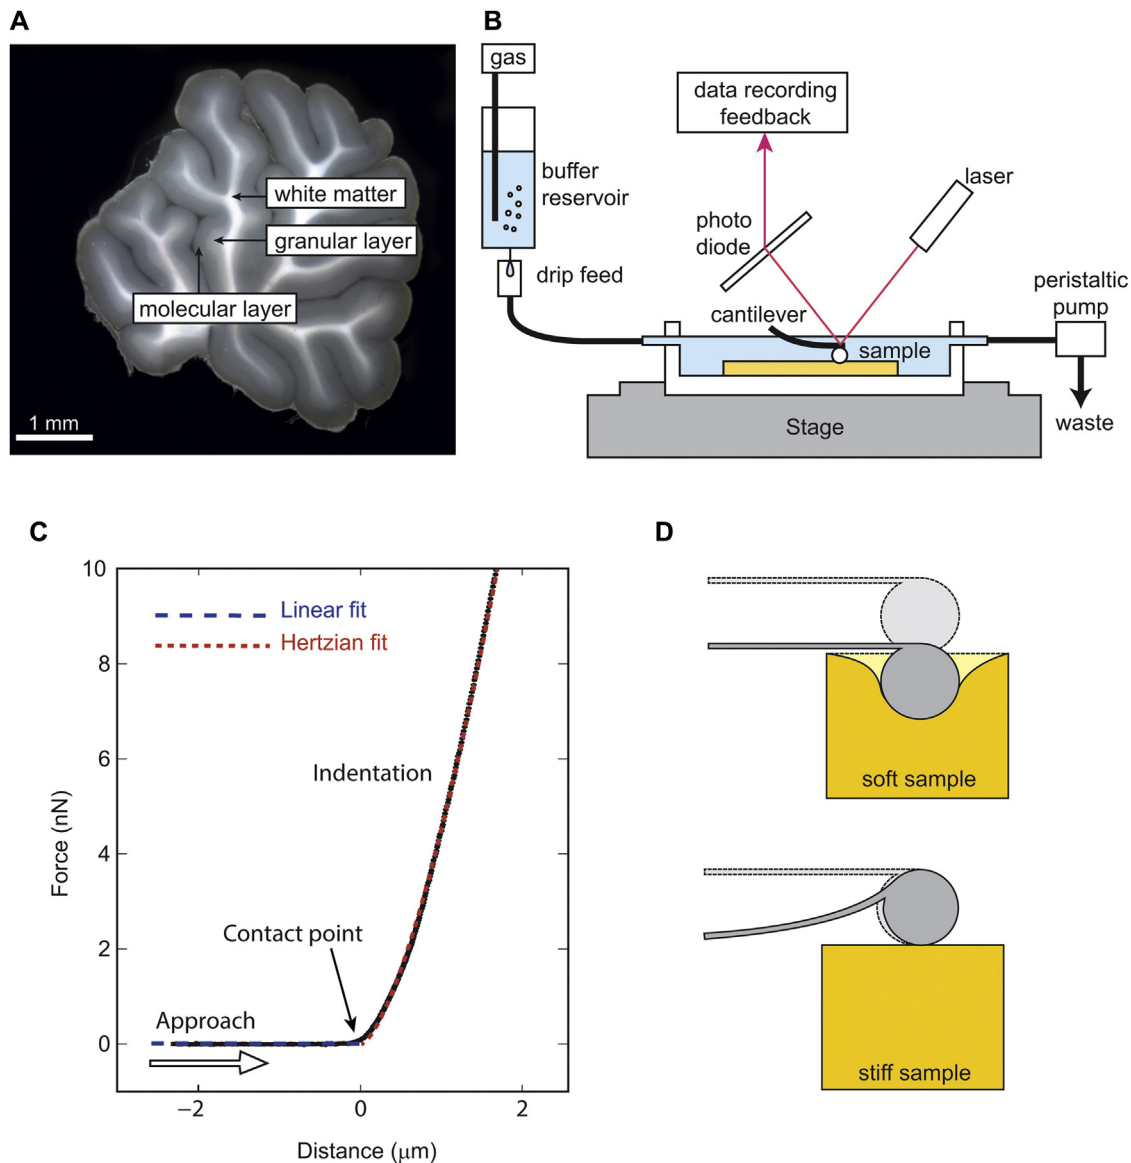 A
white matter
granular layer
molecular layer
1 mm
B
gas
buffer
reservoir
drip feed
data recording
feedback
photo
diode
laser
cantilever
sample
peristaltic
pump
waste
Stage
C
10
8
6
4
2
0
−2
0
2
Force (nN)
Distance (μm)
Linear fit
Hertzian fit
Indentation
Contact point
Approach
D
soft sample
stiff sample